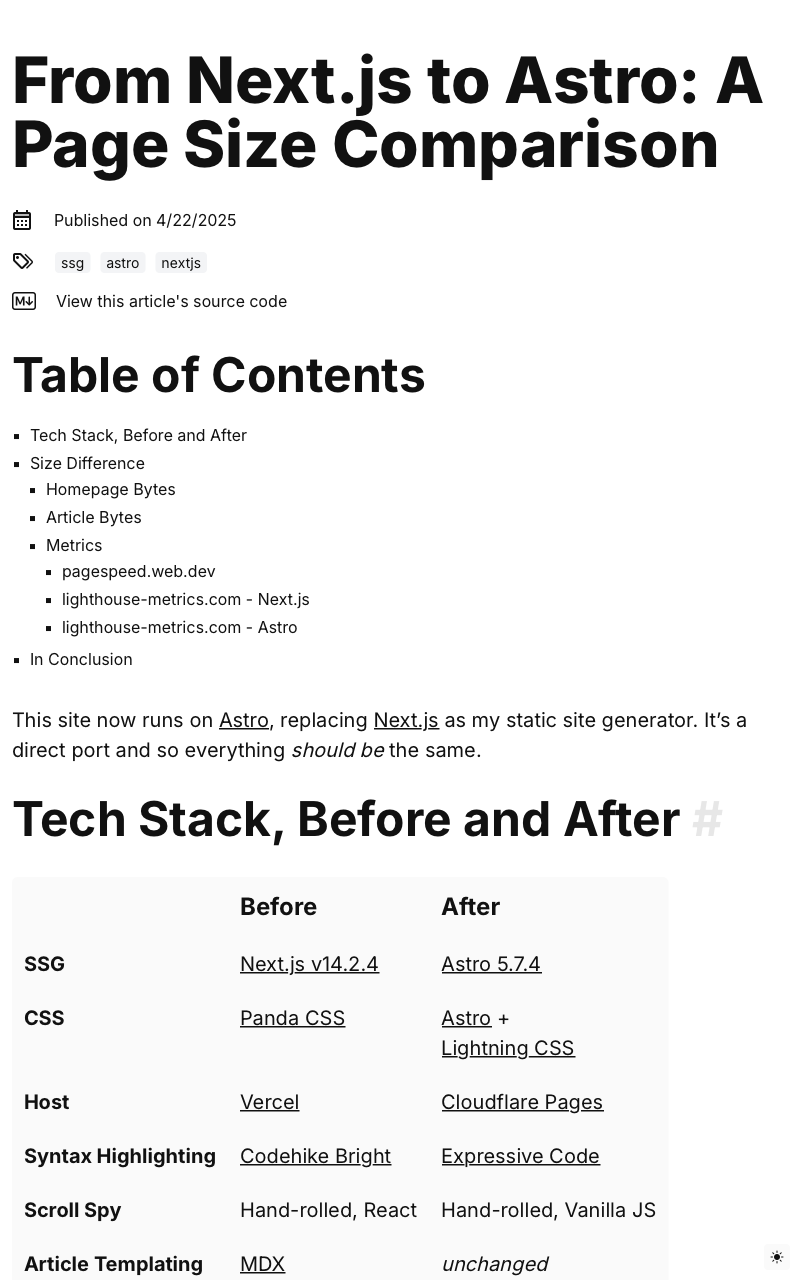 From Next.js to Astro: A
Page Size Comparison
Published on 4/22/2025
ssg astro nextjs
View this article's source code
Table of Contents
Tech Stack, Before and After
Size Difference
Homepage Bytes
Article Bytes
Metrics
pagespeed.web.dev
lighthouse-metrics.com - Next.js
lighthouse-metrics.com - Astro
In Conclusion
This site now runs on Astro, replacing Next.js as my static site generator. It’s a
direct port and so everything should be the same.
Tech Stack, Before and After #
Before After
SSG Next.js v14.2.4 Astro 5.7.4
CSS Panda CSS Astro +
Lightning CSS
Host Vercel Cloudflare Pages
Syntax Highlighting Codehike Bright Expressive Code
Scroll Spy Hand-rolled, React Hand-rolled, Vanilla JS
Article Templating MDX unchanged